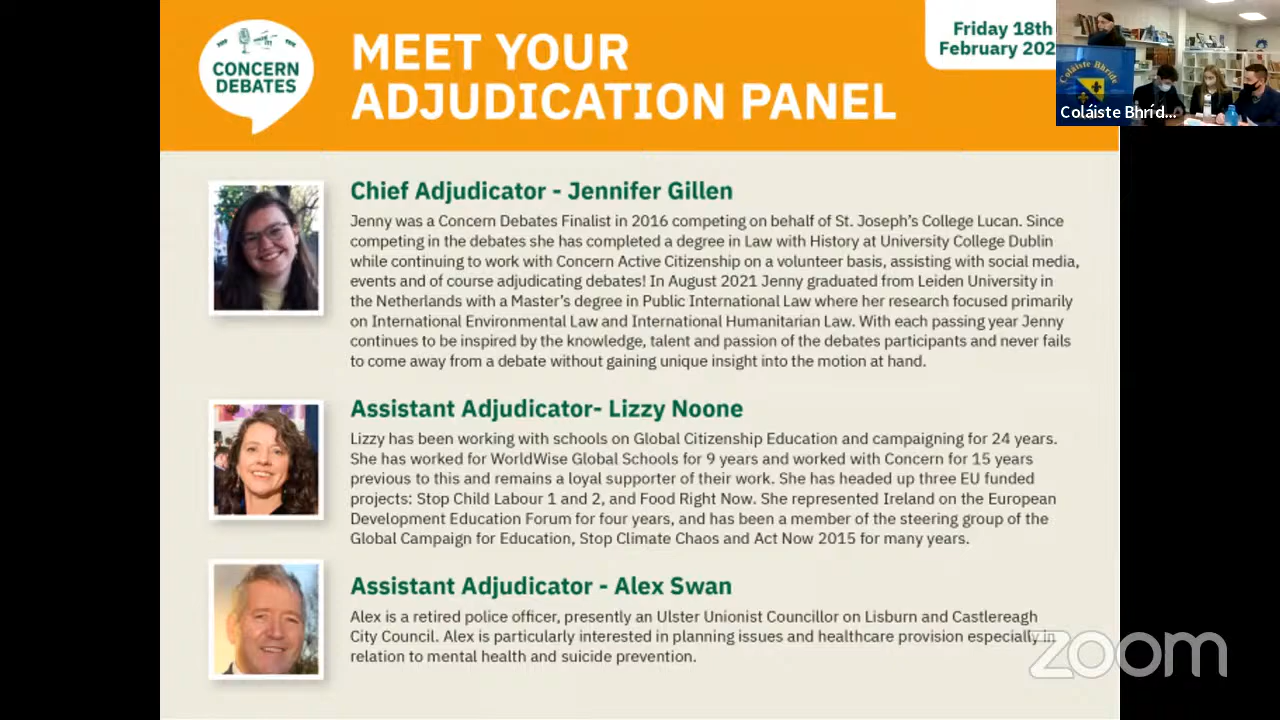 CONCERN
DEBATES
MEET YOUR
ADJUDICATION PANEL
Friday 18th
February 202
Coláiste Bhríde
Coláiste Bhríd...
Chief Adjudicator - Jennifer Gillen
Jenny was a Concern Debates Finalist in 2016 competing on behalf of St. Joseph's College Lucan. Since
competing in the debates she has completed a degree in Law with History at University College Dublin
while continuing to work with Concern Active Citizenship on a volunteer basis, assisting with social media,
events and of course adjudicating debates! In August 2021 Jenny graduated from Leiden University in
the Netherlands with a Master's degree in Public International Law where her research focused primarily
on International Environmental Law and International Humanitarian Law. With each passing year Jenny
continues to be inspired by the knowledge, talent and passion of the debates participants and never fails
to come away from a debate without gaining unique insight into the motion at hand.
Assistant Adjudicator- Lizzy Noone
Lizzy has been working with schools on Global Citizenship Education and campaigning for 24 years.
She has worked for WorldWise Global Schools for 9 years and worked with Concern for 15 years
previous to this and remains a loyal supporter of their work. She has headed up three EU funded
projects: Stop Child Labour 1 and 2, and Food Right Now. She represented Ireland on the European
Development Education Forum for four years, and has been a member of the steering group of the
Global Campaign for Education, Stop Climate Chaos and Act Now 2015 for many years.
Assistant Adjudicator - Alex Swan
Alex is a retired police officer, presently an Ulster Unionist Councillor on Lisburn and Castlereagh
City Council. Alex is particularly interested in planning issues and healthcare provision especially in
relation to mental health and suicide prevention.
zoom